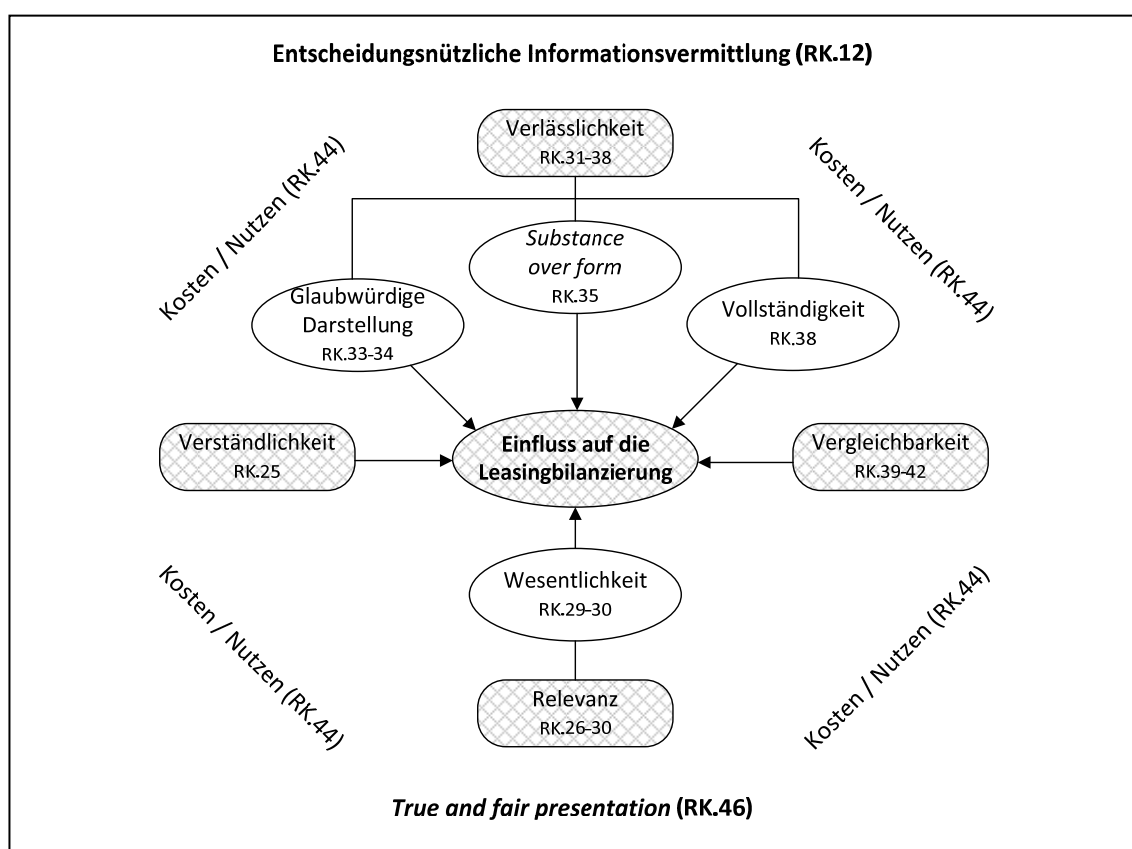 Entscheidungsnützliche Informationsvermittlung (RK.12)
Verlässlichkeit
RK.31-38
Kosten / Nutzen (RK.44)
Kosten / Nutzen (RK.44)
Substance
over form
RK.35
Glaubwürdige
Darstellung
RK.33-34
Vollständigkeit
RK.38
Verständlichkeit
RK.25
Einfluss auf die
Leasingbilanzierung
Vergleichbarkeit
RK.39-42
Wesentlichkeit
RK.29-30
Kosten / Nutzen (RK.44)
Kosten / Nutzen (RK.44)
Relevanz
RK.26-30
True and fair presentation (RK.46)